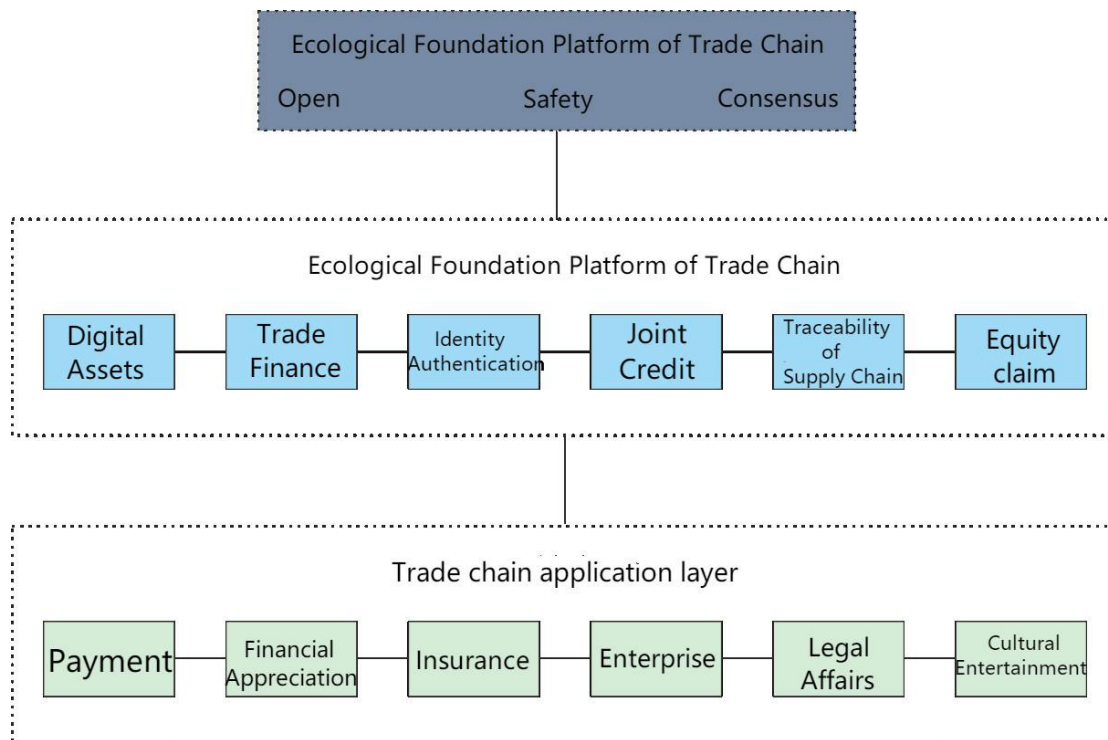 Ecological Foundation Platform of Trade Chain
Open Safety Consensus
Ecological Foundation Platform of Trade Chain
Digital
Assets
Trade
Finance
Identity
Authentication
Joint
Credit
Traceability
of
Supply Chain
Equity
claim
Trade chain application layer
Payment
Financial
Appreciation
Insurance
Enterprise
Legal
Affairs
Cultural
Entertainment